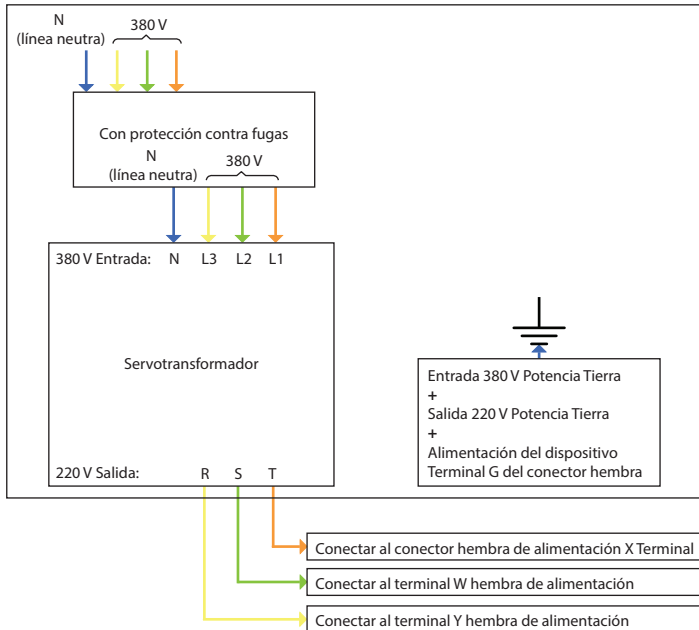 N
(línea neutra)
380 V
Con protección contra fugas
N
(línea neutra)
380 V
380 V Entrada: N L3 L2 L1
Servotransformador
220 V Salida: R S T
Entrada 380 V Potencia Tierra
+
Salida 220 V Potencia Tierra
+
Alimentación del dispositivo
Terminal G del conector hembra
Conectar al conector hembra de alimentación X Terminal
Conectar al terminal W hembra de alimentación
Conectar al terminal Y hembra de alimentación